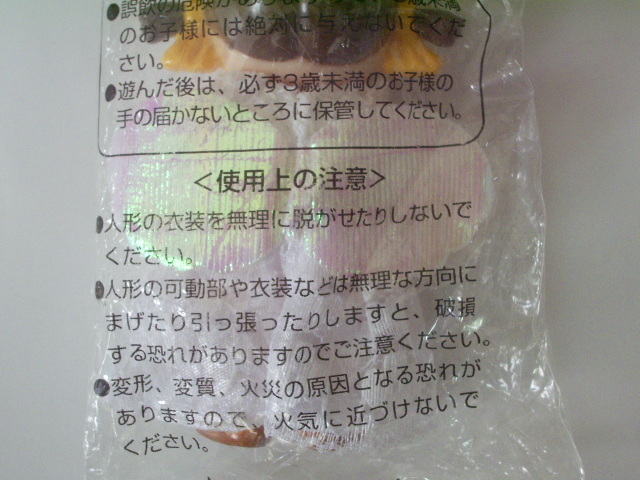 ●誤飲の危険があり
のお子様には絶対に与えないでくだ
さい。
●遊んだ後は、必ず3歳未満のお子様の
手の届かないところに保管してください。
＜使用上の注意＞
●人形の衣装を無理に脱がせたりしないで
ください。
●人形の可動部や衣装などは無理な方向に
まげたり引っ張ったりしますと、破損
する恐れがありますのでご注意ください。
●変形、変質、火災の原因となる恐れが
ありますので、火気に近づけないで
ください。